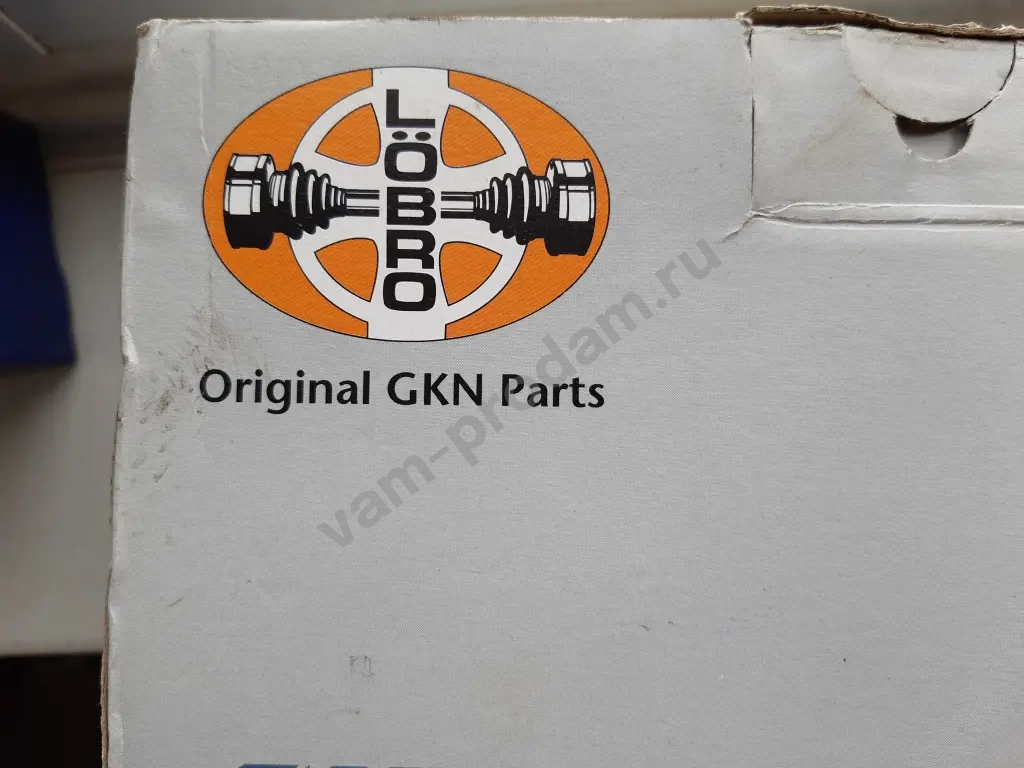 LÖBRO
Original GKN Parts
vam-prodam.ru